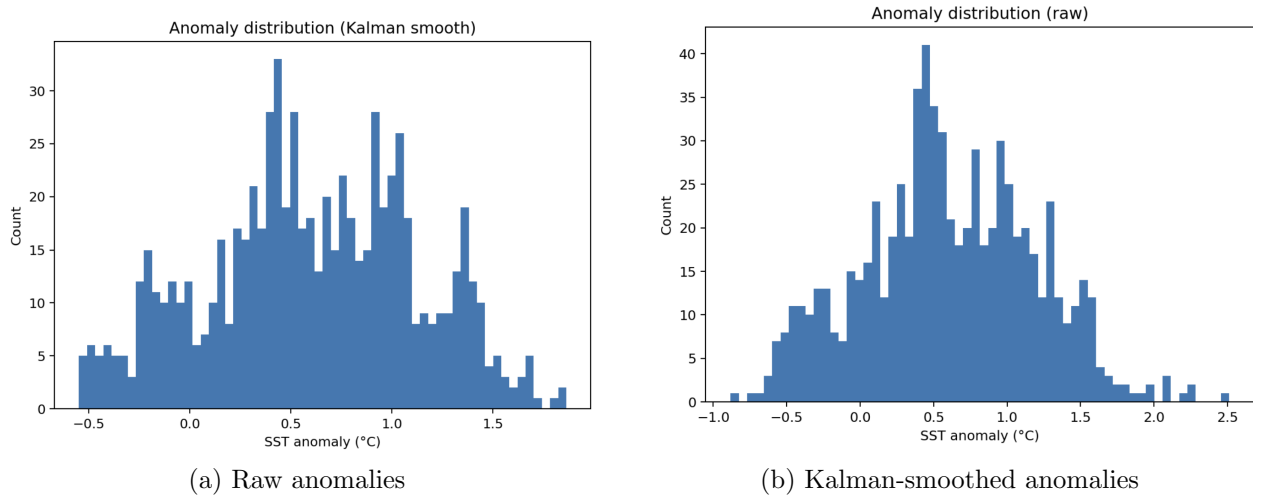 Anomaly distribution (Kalman smooth)
30
25
20
15
10
5
0
Count
−0.5 0.0 0.5 1.0 1.5
SST anomaly (°C)
(a) Raw anomalies
Anomaly distribution (raw)
40
35
30
25
20
15
10
5
0
Count
−1.0 −0.5 0.0 0.5 1.0 1.5 2.0 2.5
SST anomaly (°C)
(b) Kalman-smoothed anomalies